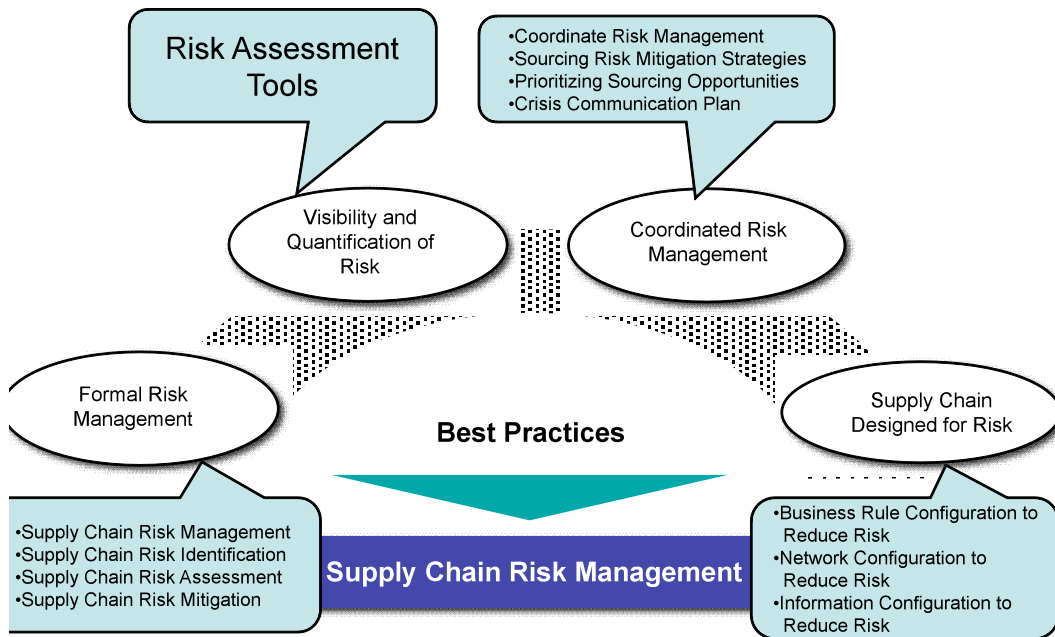 Risk Assessment
Tools
•Coordinate Risk Management
•Sourcing Risk Mitigation Strategies
•Prioritizing Sourcing Opportunities
•Crisis Communication Plan
Visibility and
Quantification of
Risk
Coordinated Risk
Management
Formal Risk
Management
Supply Chain
Designed for Risk
Best Practices
•Supply Chain Risk Management
•Supply Chain Risk Identification
•Supply Chain Risk Assessment
•Supply Chain Risk Mitigation
Supply Chain Risk Management
•Business Rule Configuration to
Reduce Risk
•Network Configuration to
Reduce Risk
•Information Configuration to
Reduce Risk